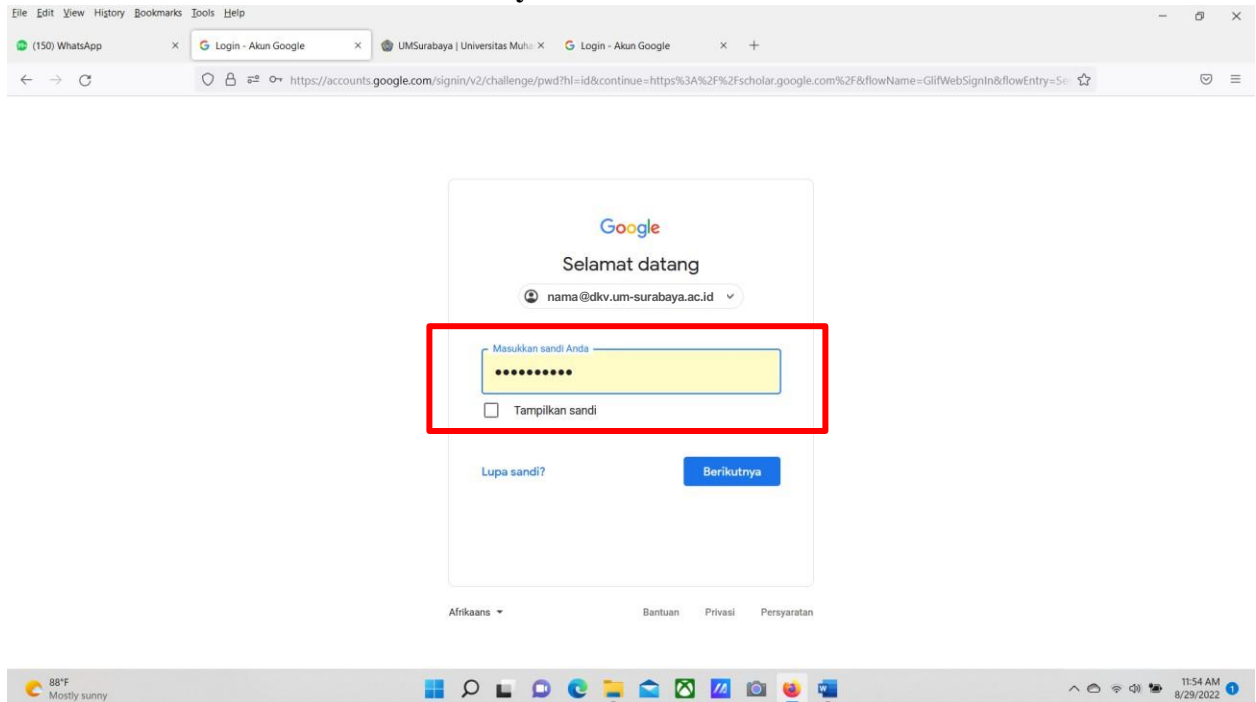 File Edit View History Bookmarks Tools Help
(150) WhatsApp
Login - Akun Google
UMSurabaya | Universitas Muha
Login - Akun Google
https://accounts.google.com/signin/v2/challenge/pwd?hl=id&continue=https%3A%2F%2Fscholar.google.com%2F&flowName=GlifWebSignIn&flowEntry=Se
Google
Selamat datang
nama@dkv.um-surabaya.ac.id
Masukkan sandi Anda
••••••••••
Tampilkan sandi
Lupa sandi?
Berikutnya
Afrikaans
Bantuan Privasi Persyaratan
88°F
Mostly sunny
11:54 AM
8/29/2022
1